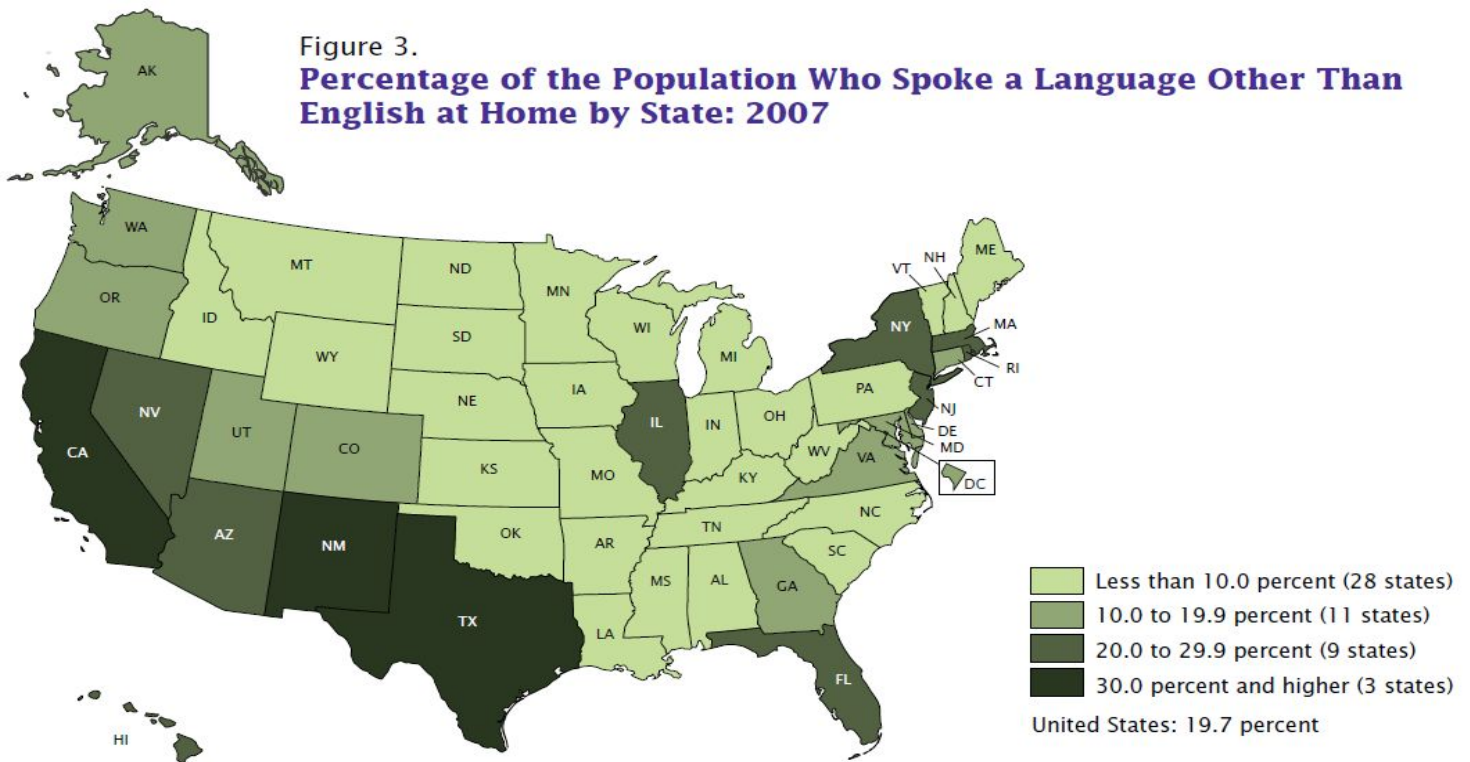 Figure 3.
Percentage of the Population Who Spoke a Language Other Than
English at Home by State: 2007
AK
WA
OR
ID
MT
WY
ND
SD
NE
KS
OK
MN
IA
MO
AR
LA
WI
IL
MI
IN
OH
KY
TN
MS
AL
GA
FL
SC
NC
VA
WV
PA
NY
VT
NH
ME
MA
RI
CT
NJ
DE
MD
DC
CA
NV
UT
CO
AZ
NM
TX
HI
Less than 10.0 percent (28 states)
10.0 to 19.9 percent (11 states)
20.0 to 29.9 percent (9 states)
30.0 percent and higher (3 states)
United States: 19.7 percent